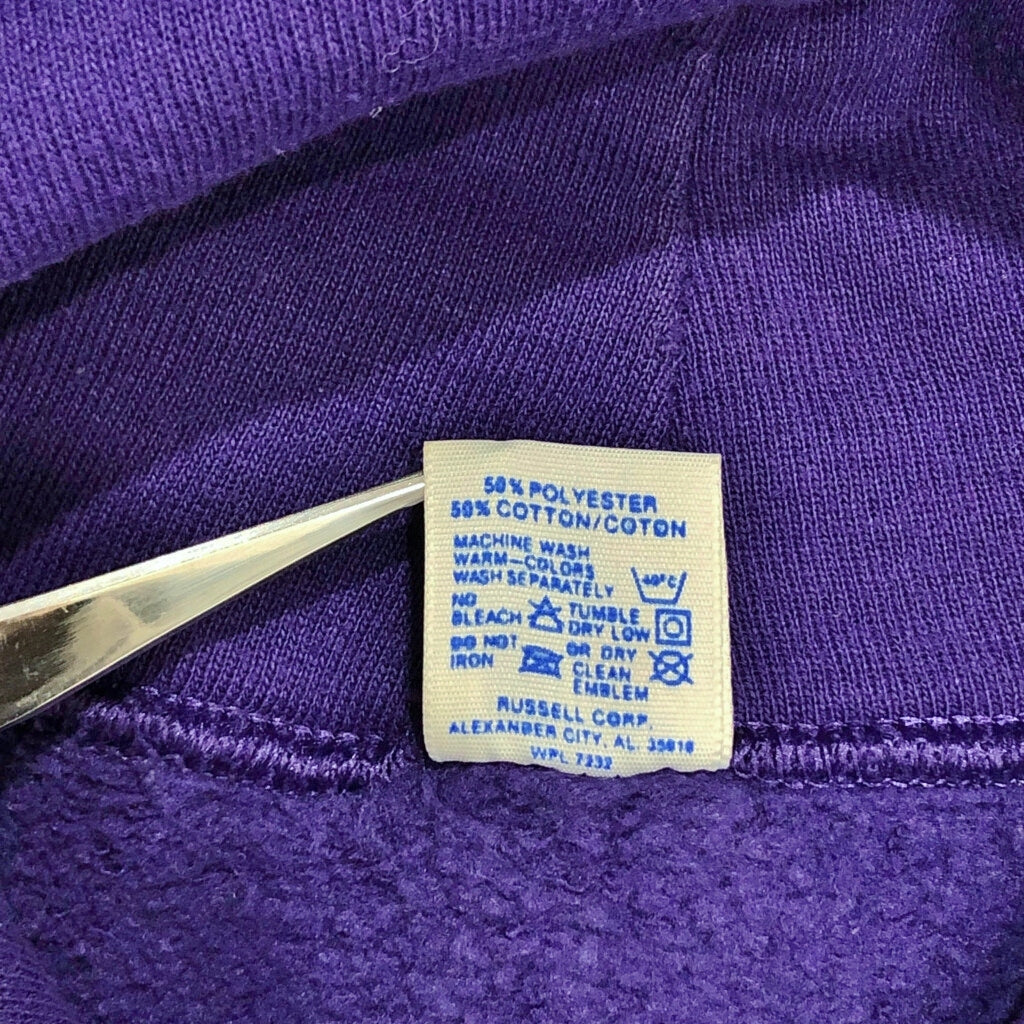 50% POLYESTER
50% COTTON/COTON
MACHINE WASH
WARM-COLORS
WASH SEPARATELY
40°C
NO
BLEACH
TUMBLE
DRY LOW
DO NOT
IRON
OR DRY
CLEAN
EMBLEM
RUSSELL CORP.
ALEXANDER CITY, AL. 35010
WPL 7232